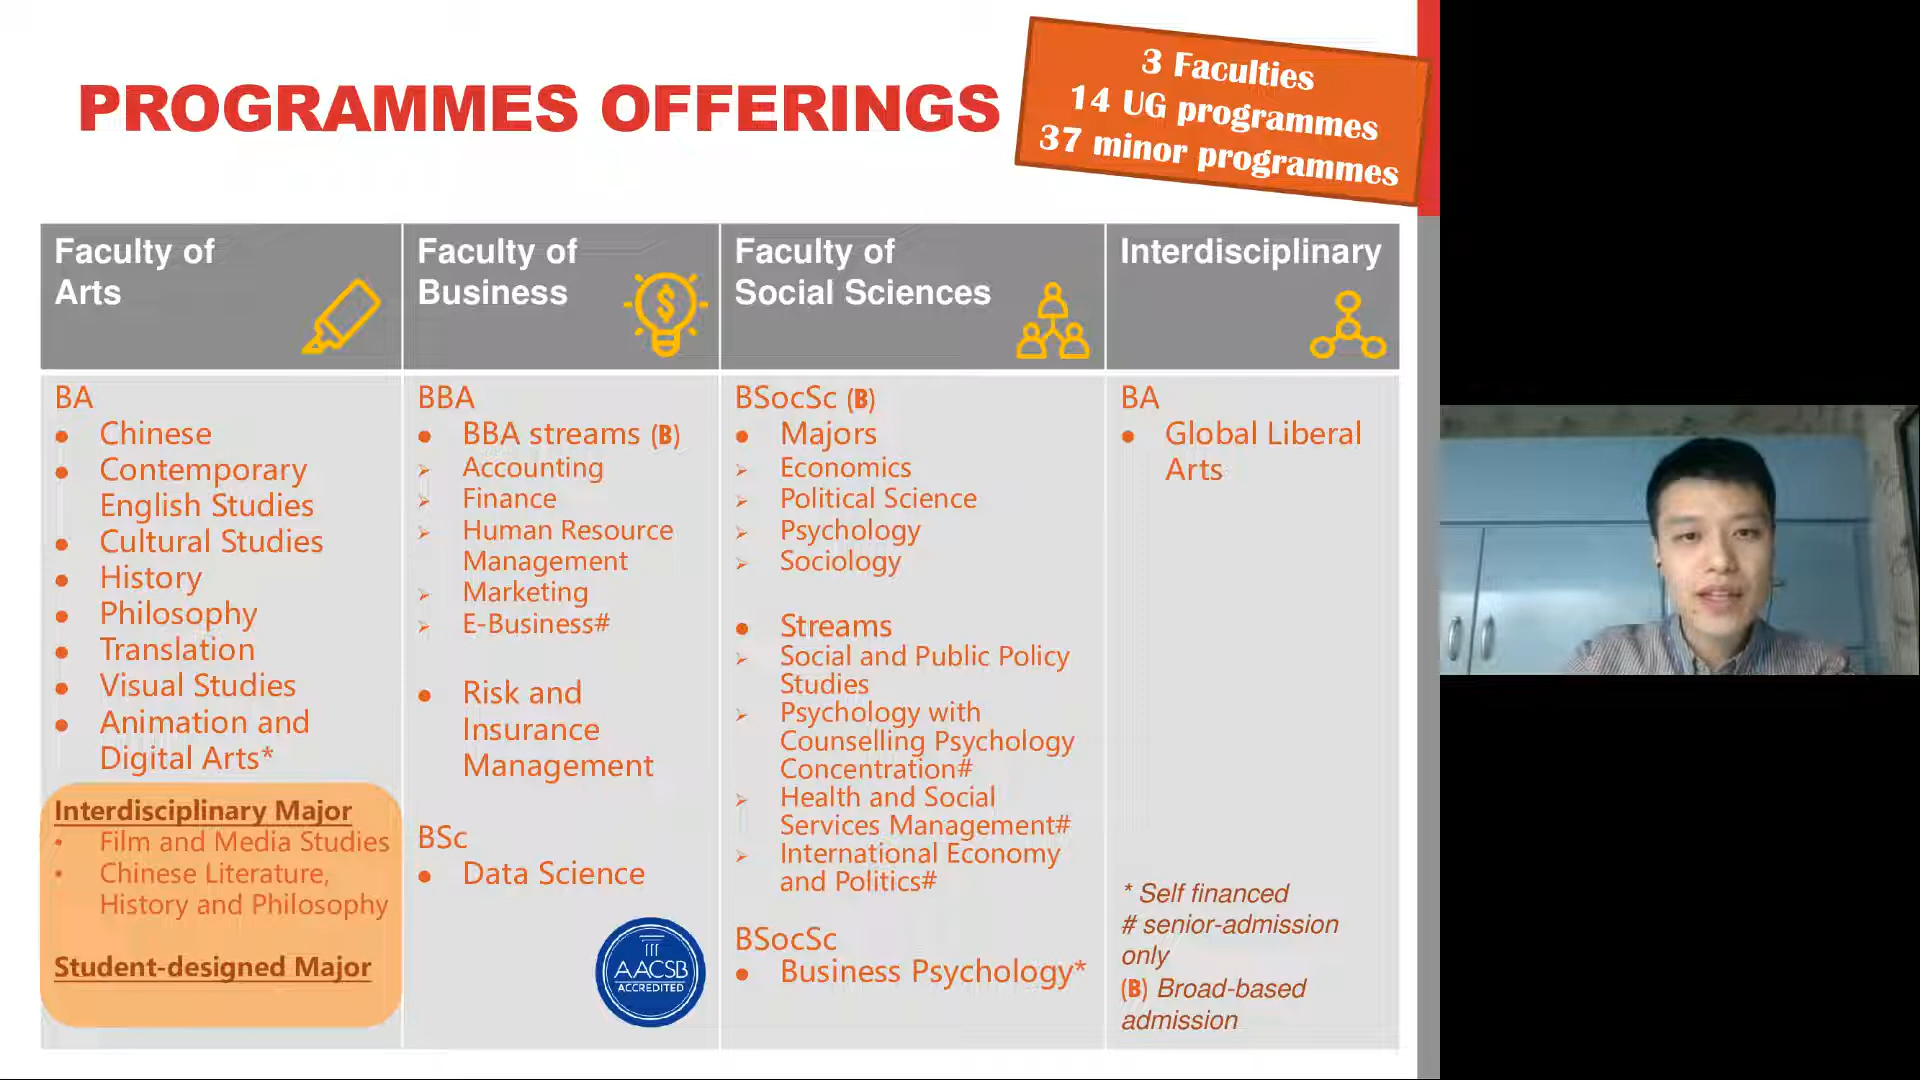 PROGRAMMES OFFERINGS
3 Faculties
14 UG programmes
37 minor programmes
Faculty of
Arts
BA
● Chinese
● Contemporary
English Studies
● Cultural Studies
● History
● Philosophy
● Translation
● Visual Studies
● Animation and
Digital Arts*
Interdisciplinary Major
• Film and Media Studies
• Chinese Literature,
History and Philosophy
Student-designed Major
Faculty of
Business
BBA
● BBA streams (B)
➢ Accounting
➢ Finance
➢ Human Resource
Management
➢ Marketing
➢ E-Business#
● Risk and
Insurance
Management
BSc
● Data Science
AACSB
ACCREDITED
Faculty of
Social Sciences
BSocSc (B)
● Majors
➢ Economics
➢ Political Science
➢ Psychology
➢ Sociology
● Streams
➢ Social and Public Policy
Studies
➢ Psychology with
Counselling Psychology
Concentration#
➢ Health and Social
Services Management#
➢ International Economy
and Politics#
BSocSc
● Business Psychology*
Interdisciplinary
BA
● Global Liberal
Arts
* Self financed
# senior-admission
only
(B) Broad-based
admission